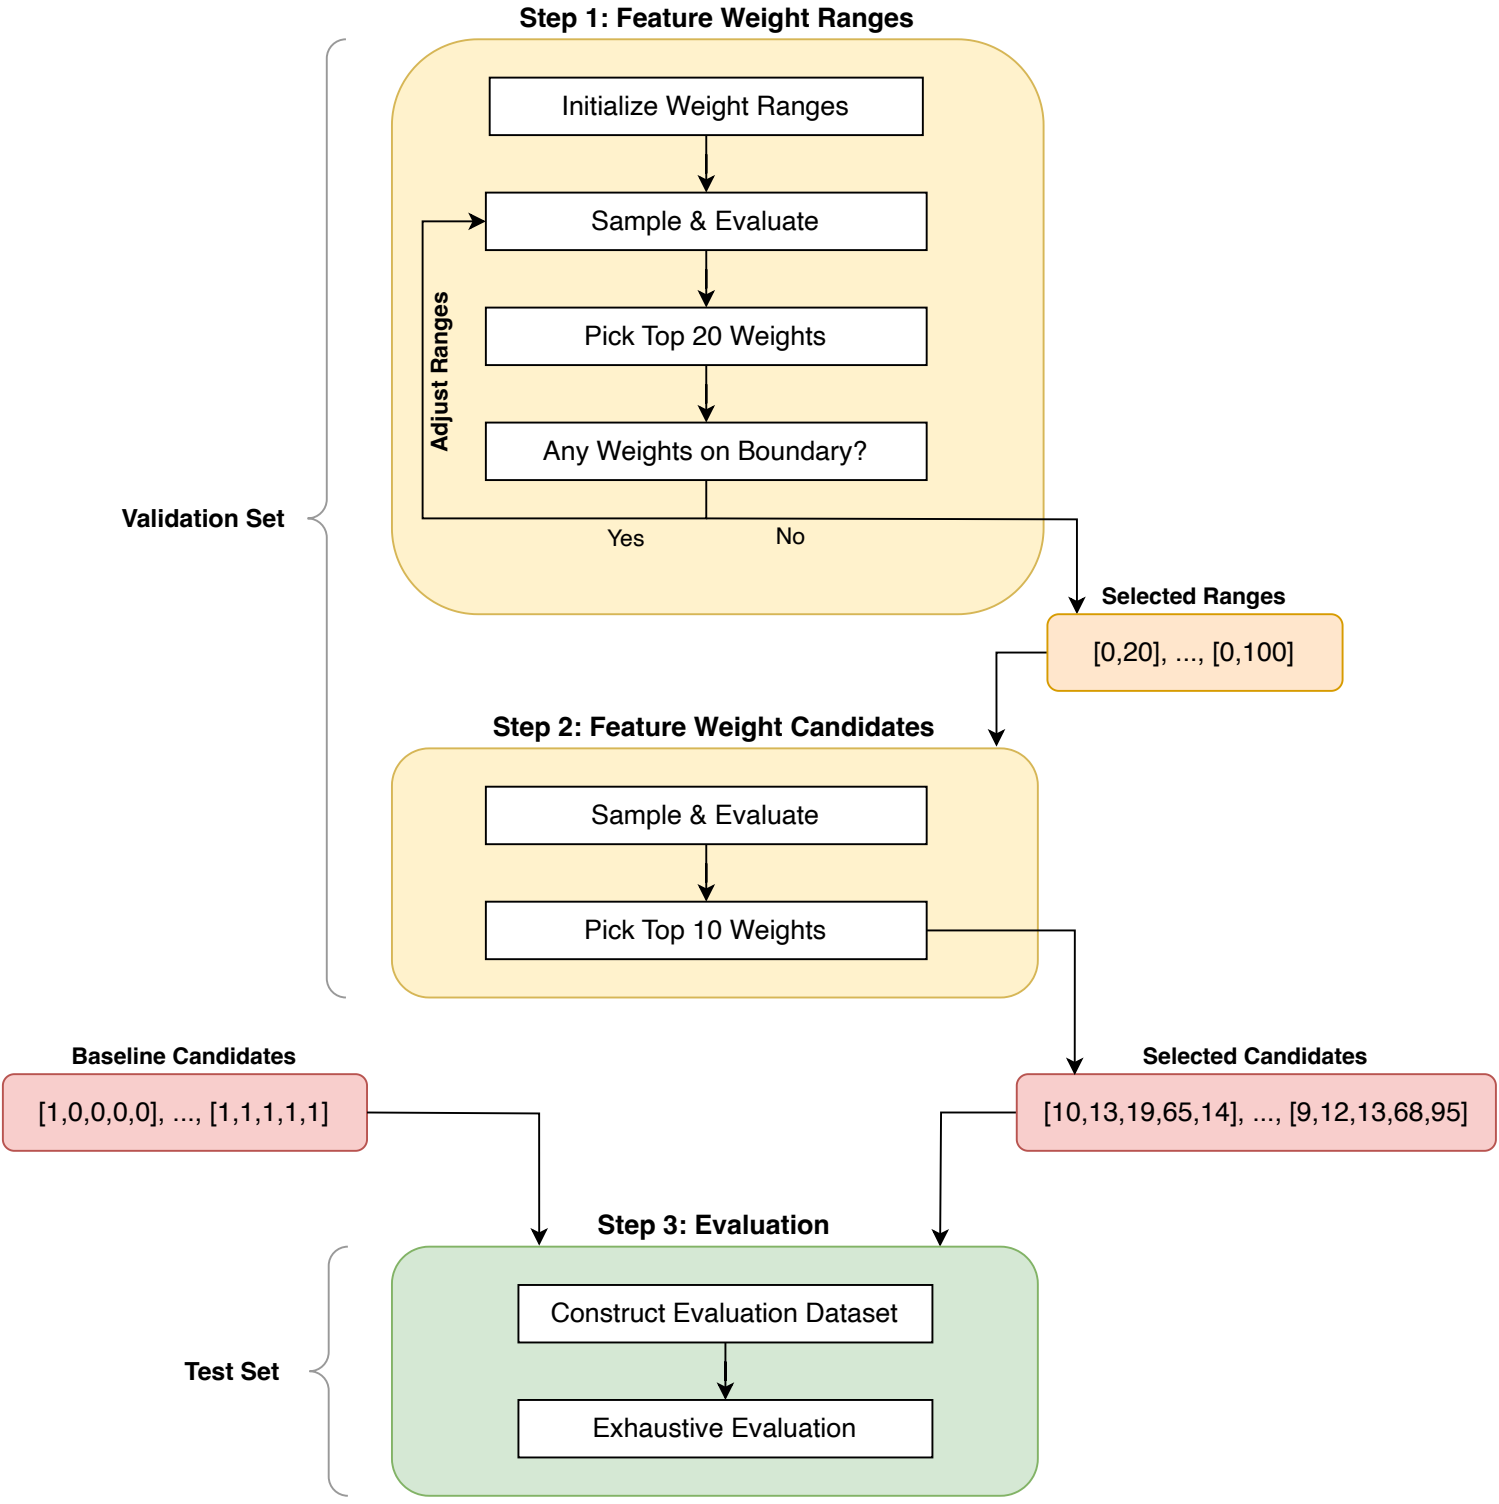 Step 1: Feature Weight Ranges
Initialize Weight Ranges
Sample & Evaluate
Pick Top 20 Weights
Adjust Ranges
Any Weights on Boundary?
Validation Set
Yes
No
Selected Ranges
[0,20], ..., [0,100]
Step 2: Feature Weight Candidates
Sample & Evaluate
Pick Top 10 Weights
Baseline Candidates
[1,0,0,0,0], ..., [1,1,1,1,1]
Selected Candidates
[10,13,19,65,14], ..., [9,12,13,68,95]
Step 3: Evaluation
Construct Evaluation Dataset
Test Set
Exhaustive Evaluation